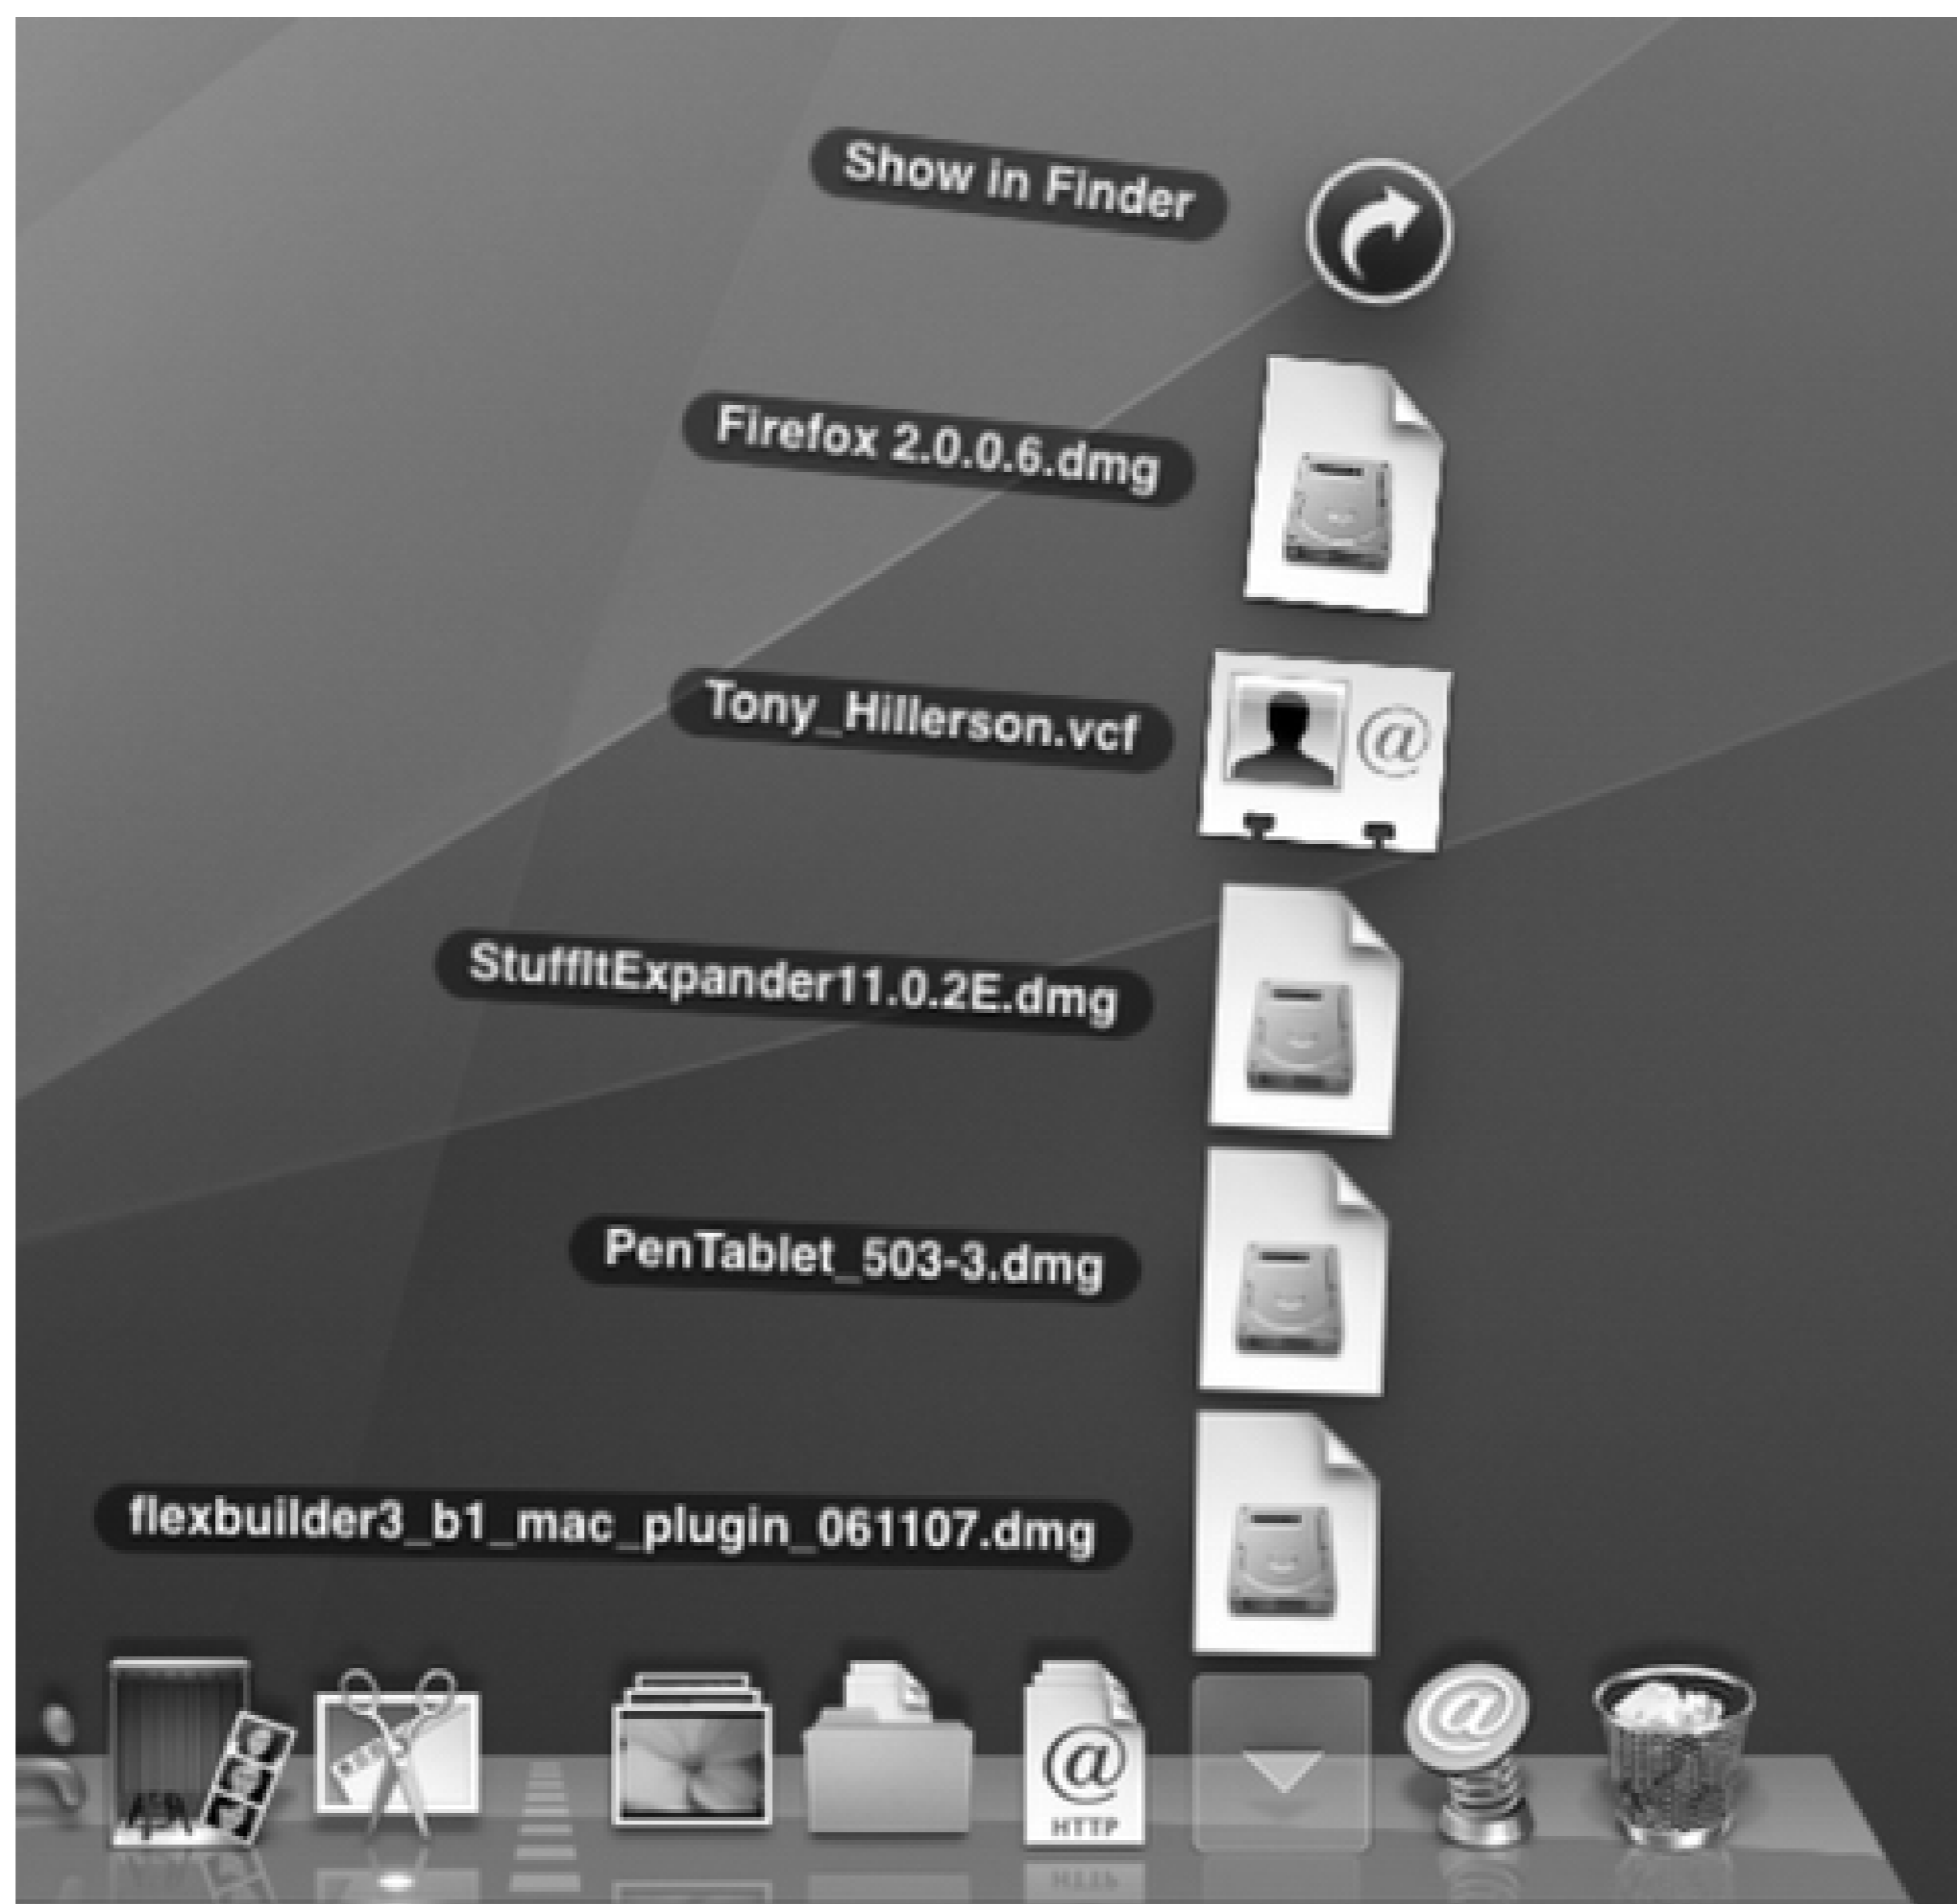 Show in Finder
Firefox 2.0.0.6.dmg
Tony_Hillerson.vcf
StuffItExpander11.0.2E.dmg
PenTablet_503-3.dmg
flexbuilder3_b1_mac_plugin_061107.dmg
@
@
HTTP
@